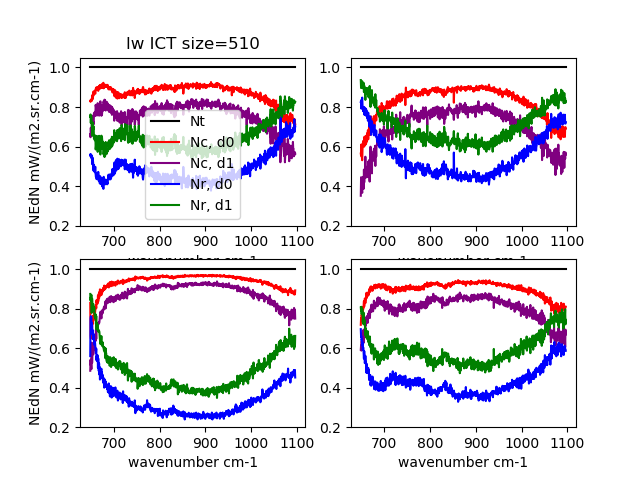 lw ICT size=510
NEdN mW/(m2.sr.cm-1)
1.0
0.8
0.6
0.4
0.2
700 800 900 1000 1100
Nt
Nc, d0
Nc, d1
Nr, d0
Nr, d1
1.0
0.8
0.6
0.4
0.2
700 800 900 1000 1100
NEdN mW/(m2.sr.cm-1)
1.0
0.8
0.6
0.4
0.2
700 800 900 1000 1100
wavenumber cm-1
1.0
0.8
0.6
0.4
0.2
700 800 900 1000 1100
wavenumber cm-1